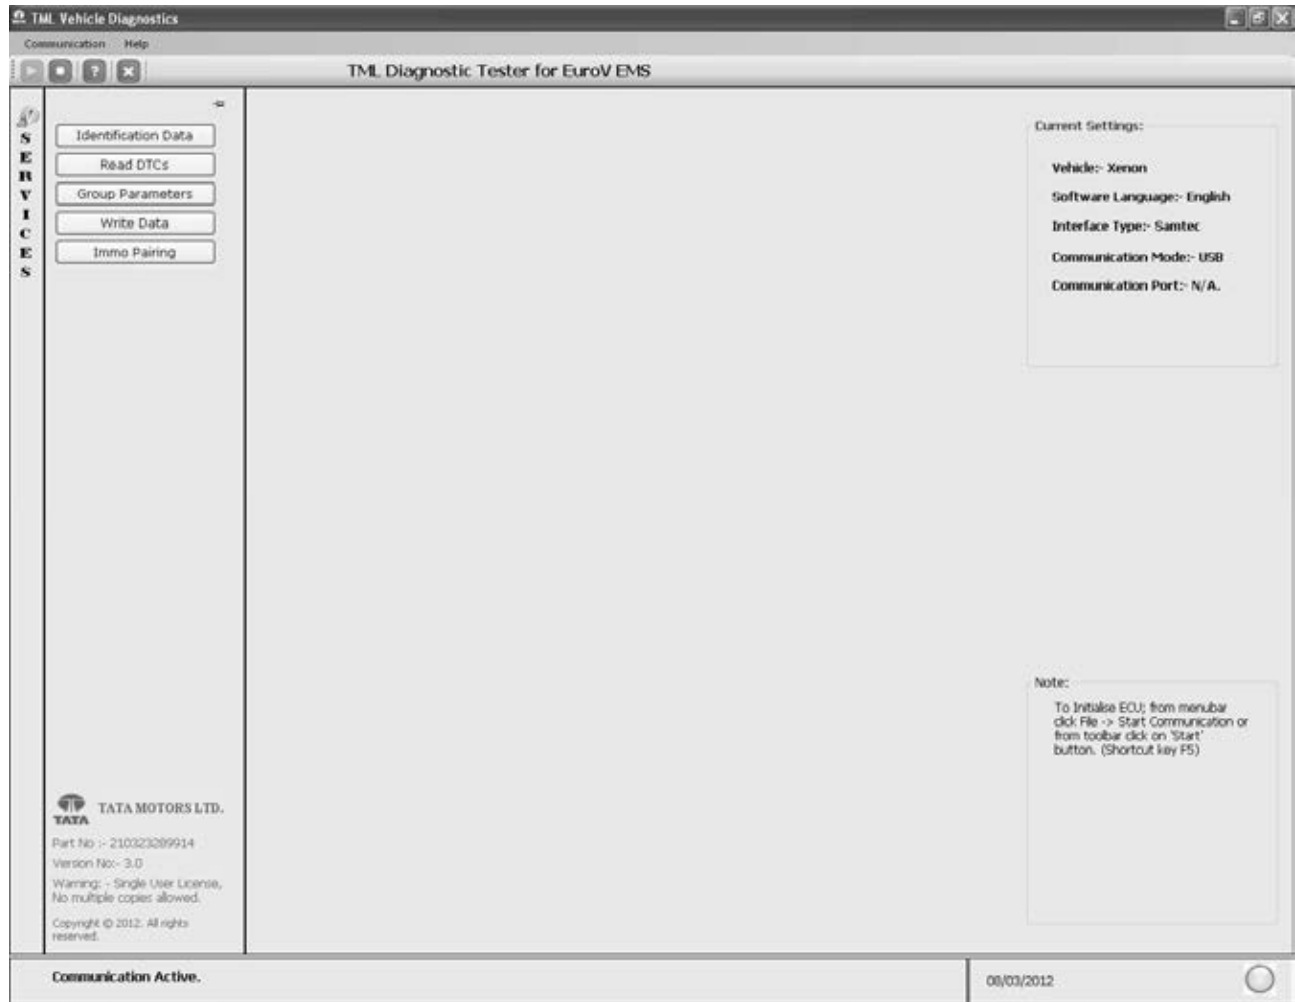 TML Vehicle Diagnostics
Communication Help
?
TML Diagnostic Tester for EuroV EMS
SERVICES
Identification Data
Read DTCs
Group Parameters
Write Data
Immo Pairing
Current Settings:
Vehicle:- Xenon
Software Language:- English
Interface Type:- Samtec
Communication Mode:- USB
Communication Port:- N/A.
Note:
To Initialise ECU; from menubar
click File -> Start Communication or
from toolbar click on 'Start'
button. (Shortcut key F5)
TATA
TATA MOTORS LTD.
Part No :- 210323289914
Version No:- 3.0
Warning: - Single User License,
No multiple copies allowed.
Copyright © 2012. All rights
reserved.
Communication Active.
08/03/2012